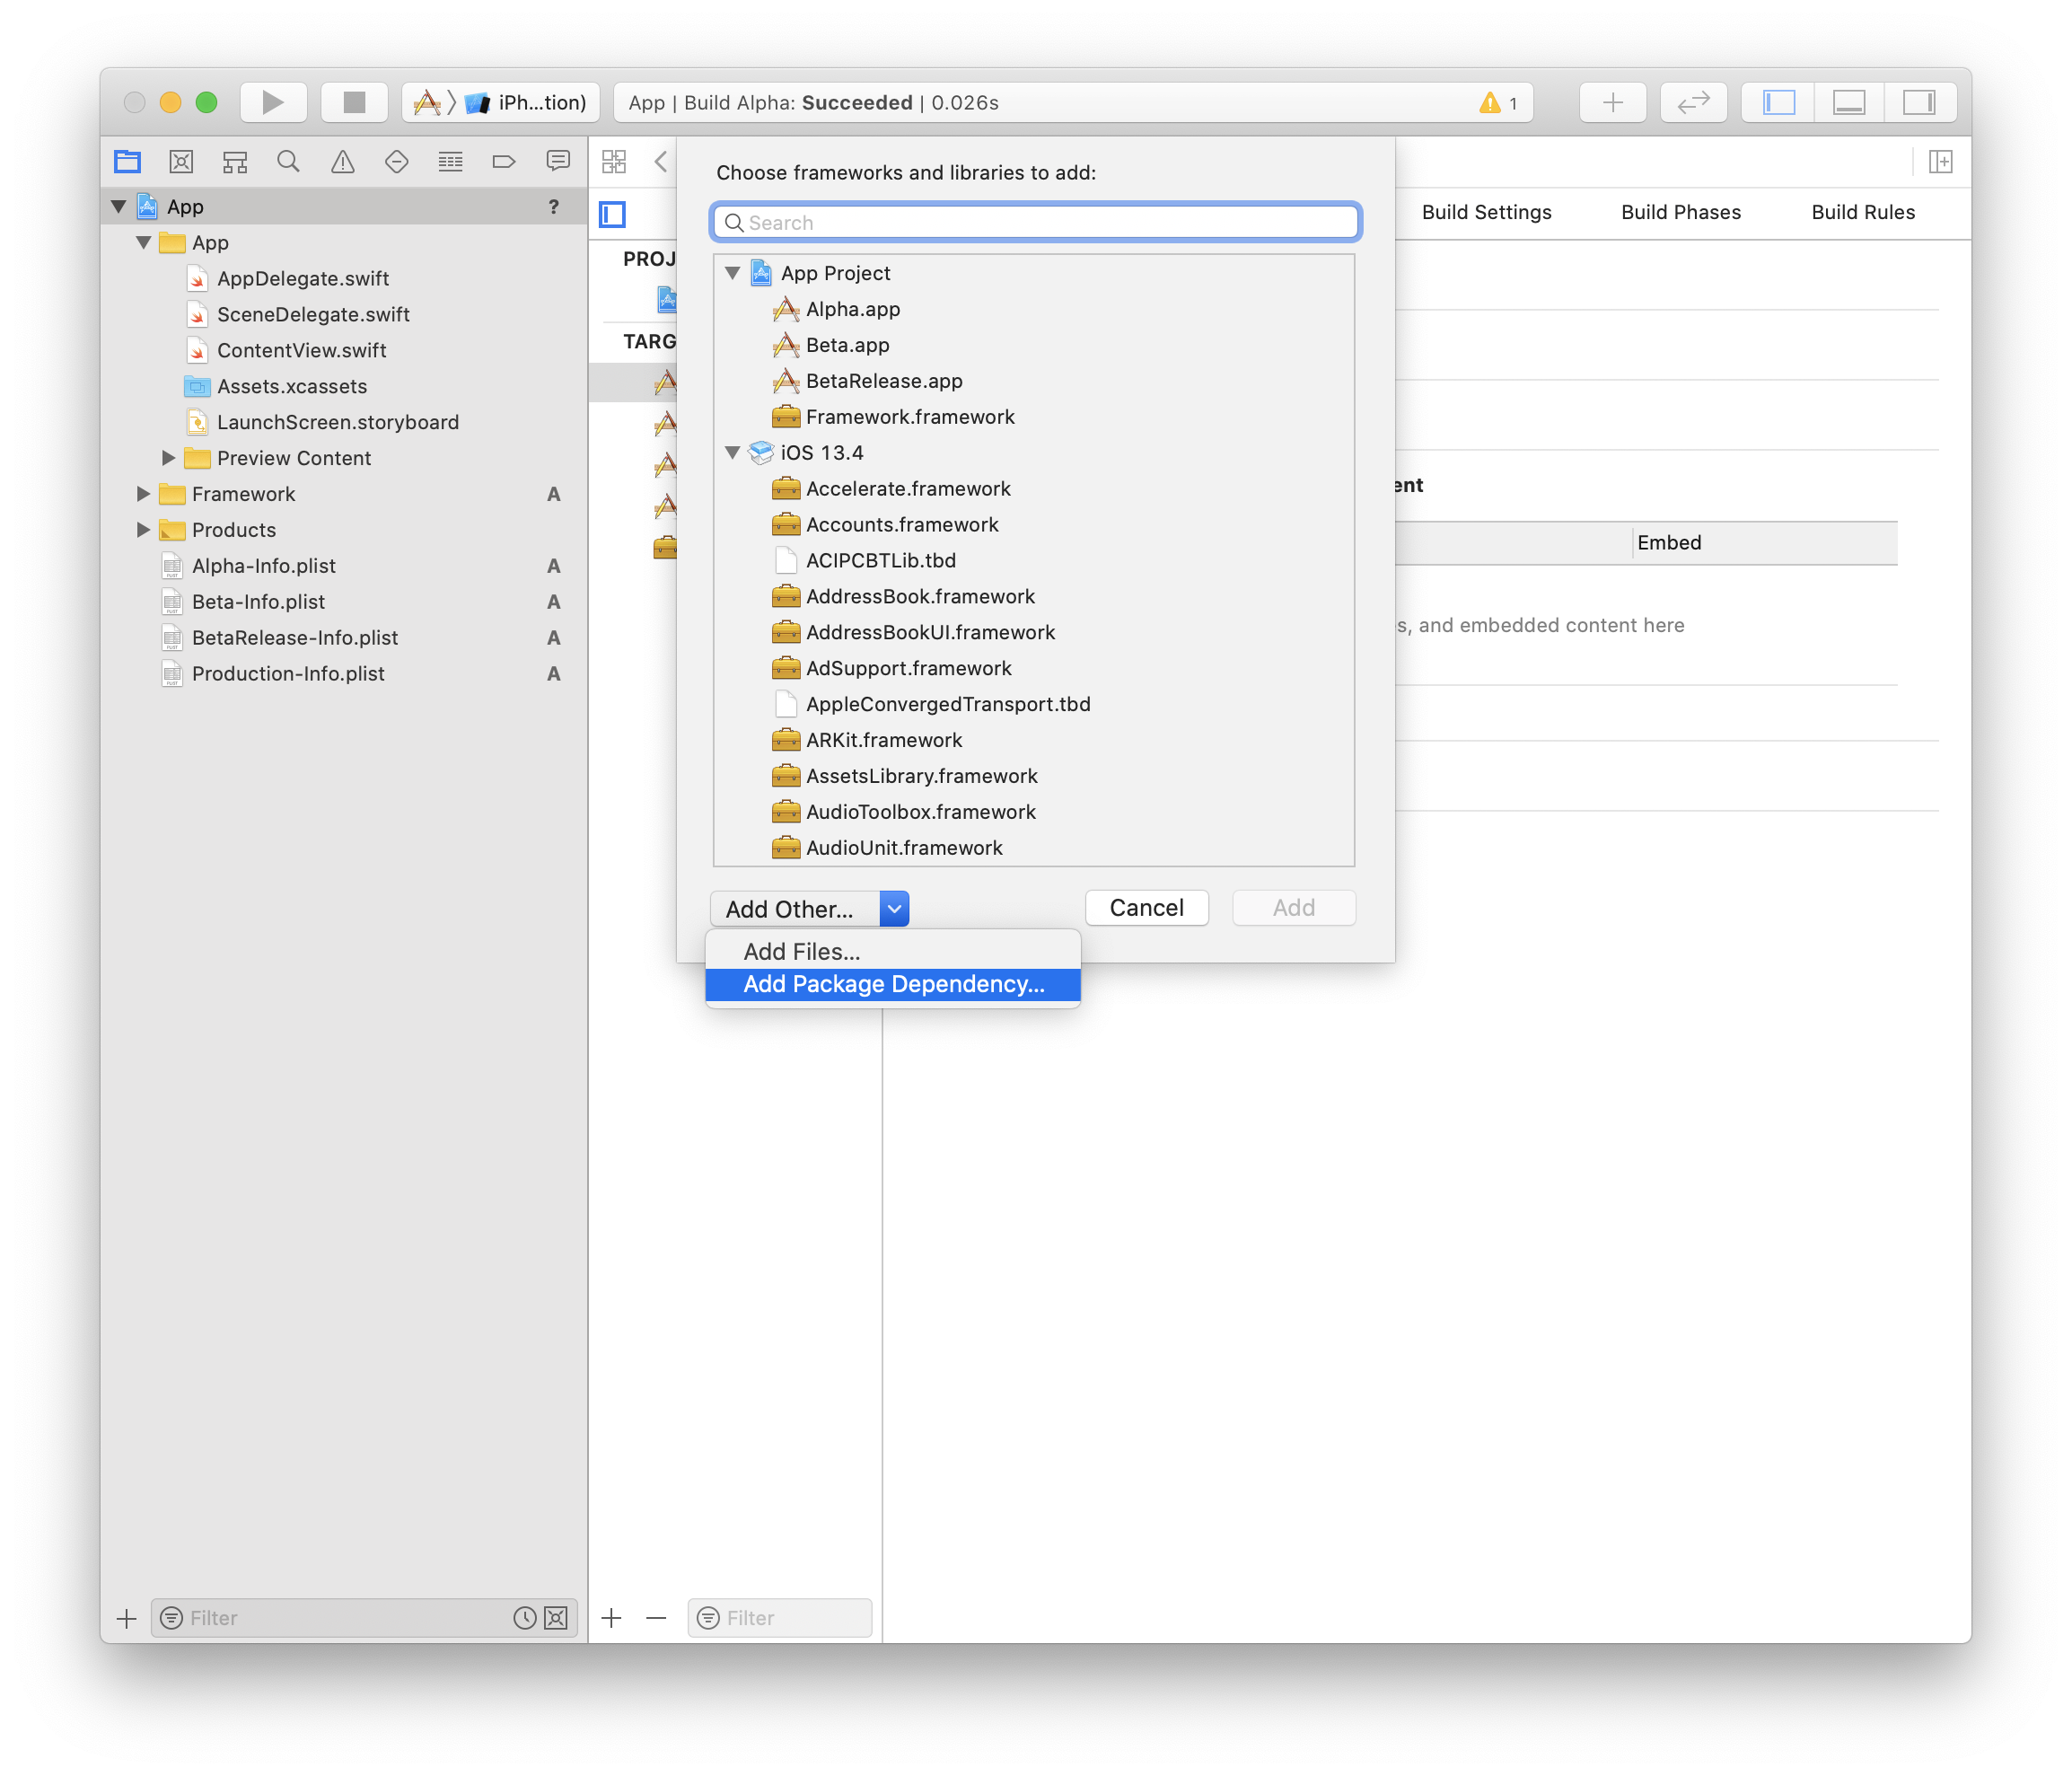 iPh...tion)
App | Build Alpha: Succeeded | 0.026s
1
App
?
App
AppDelegate.swift
SceneDelegate.swift
ContentView.swift
Assets.xcassets
LaunchScreen.storyboard
Preview Content
Framework
A
Products
Alpha-Info.plist
A
Beta-Info.plist
A
BetaRelease-Info.plist
A
Production-Info.plist
A
Filter
PROJ
TARG
Filter
Choose frameworks and libraries to add:
Search
App Project
Alpha.app
Beta.app
BetaRelease.app
Framework.framework
iOS 13.4
Accelerate.framework
Accounts.framework
ACIPCBTLib.tbd
AddressBook.framework
AddressBookUI.framework
AdSupport.framework
AppleConvergedTransport.tbd
ARKit.framework
AssetsLibrary.framework
AudioToolbox.framework
AudioUnit.framework
Add Other...
Cancel
Add
Add Files...
Add Package Dependency...
Build Settings
Build Phases
Build Rules
ent
Embed
s, and embedded content here